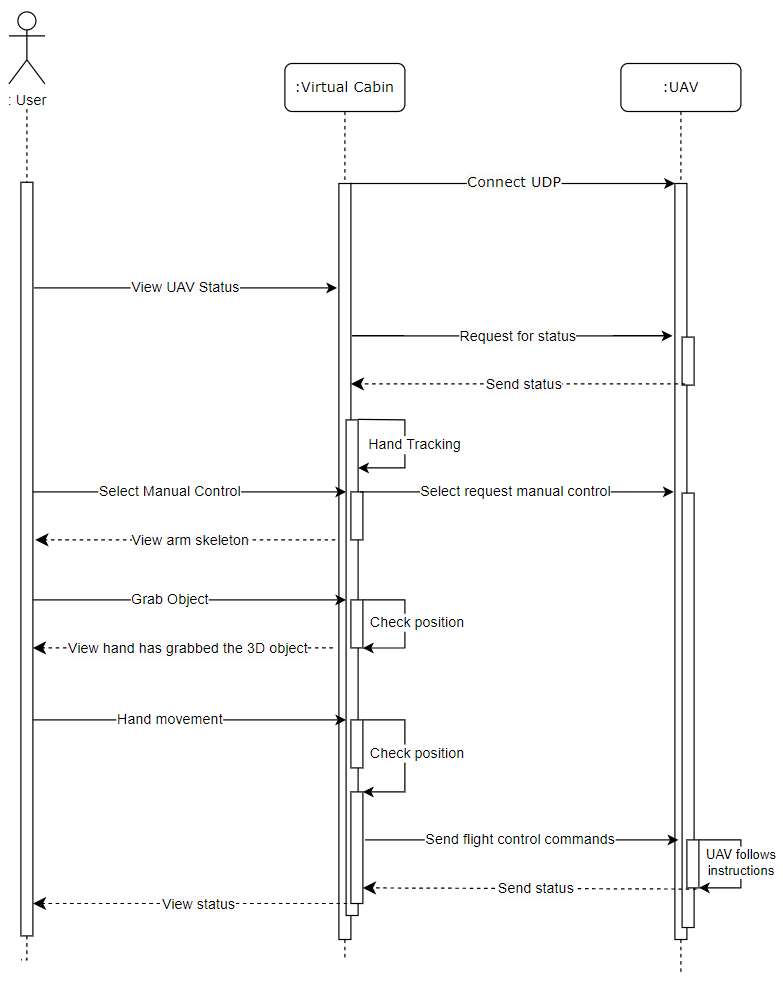 : User
:Virtual Cabin
:UAV
Connect UDP
View UAV Status
Request for status
Send status
Hand Tracking
Select Manual Control
Select request manual control
View arm skeleton
Grab Object
Check position
View hand has grabbed the 3D object
Hand movement
Check position
Send flight control commands
UAV follows
instructions
Send status
View status